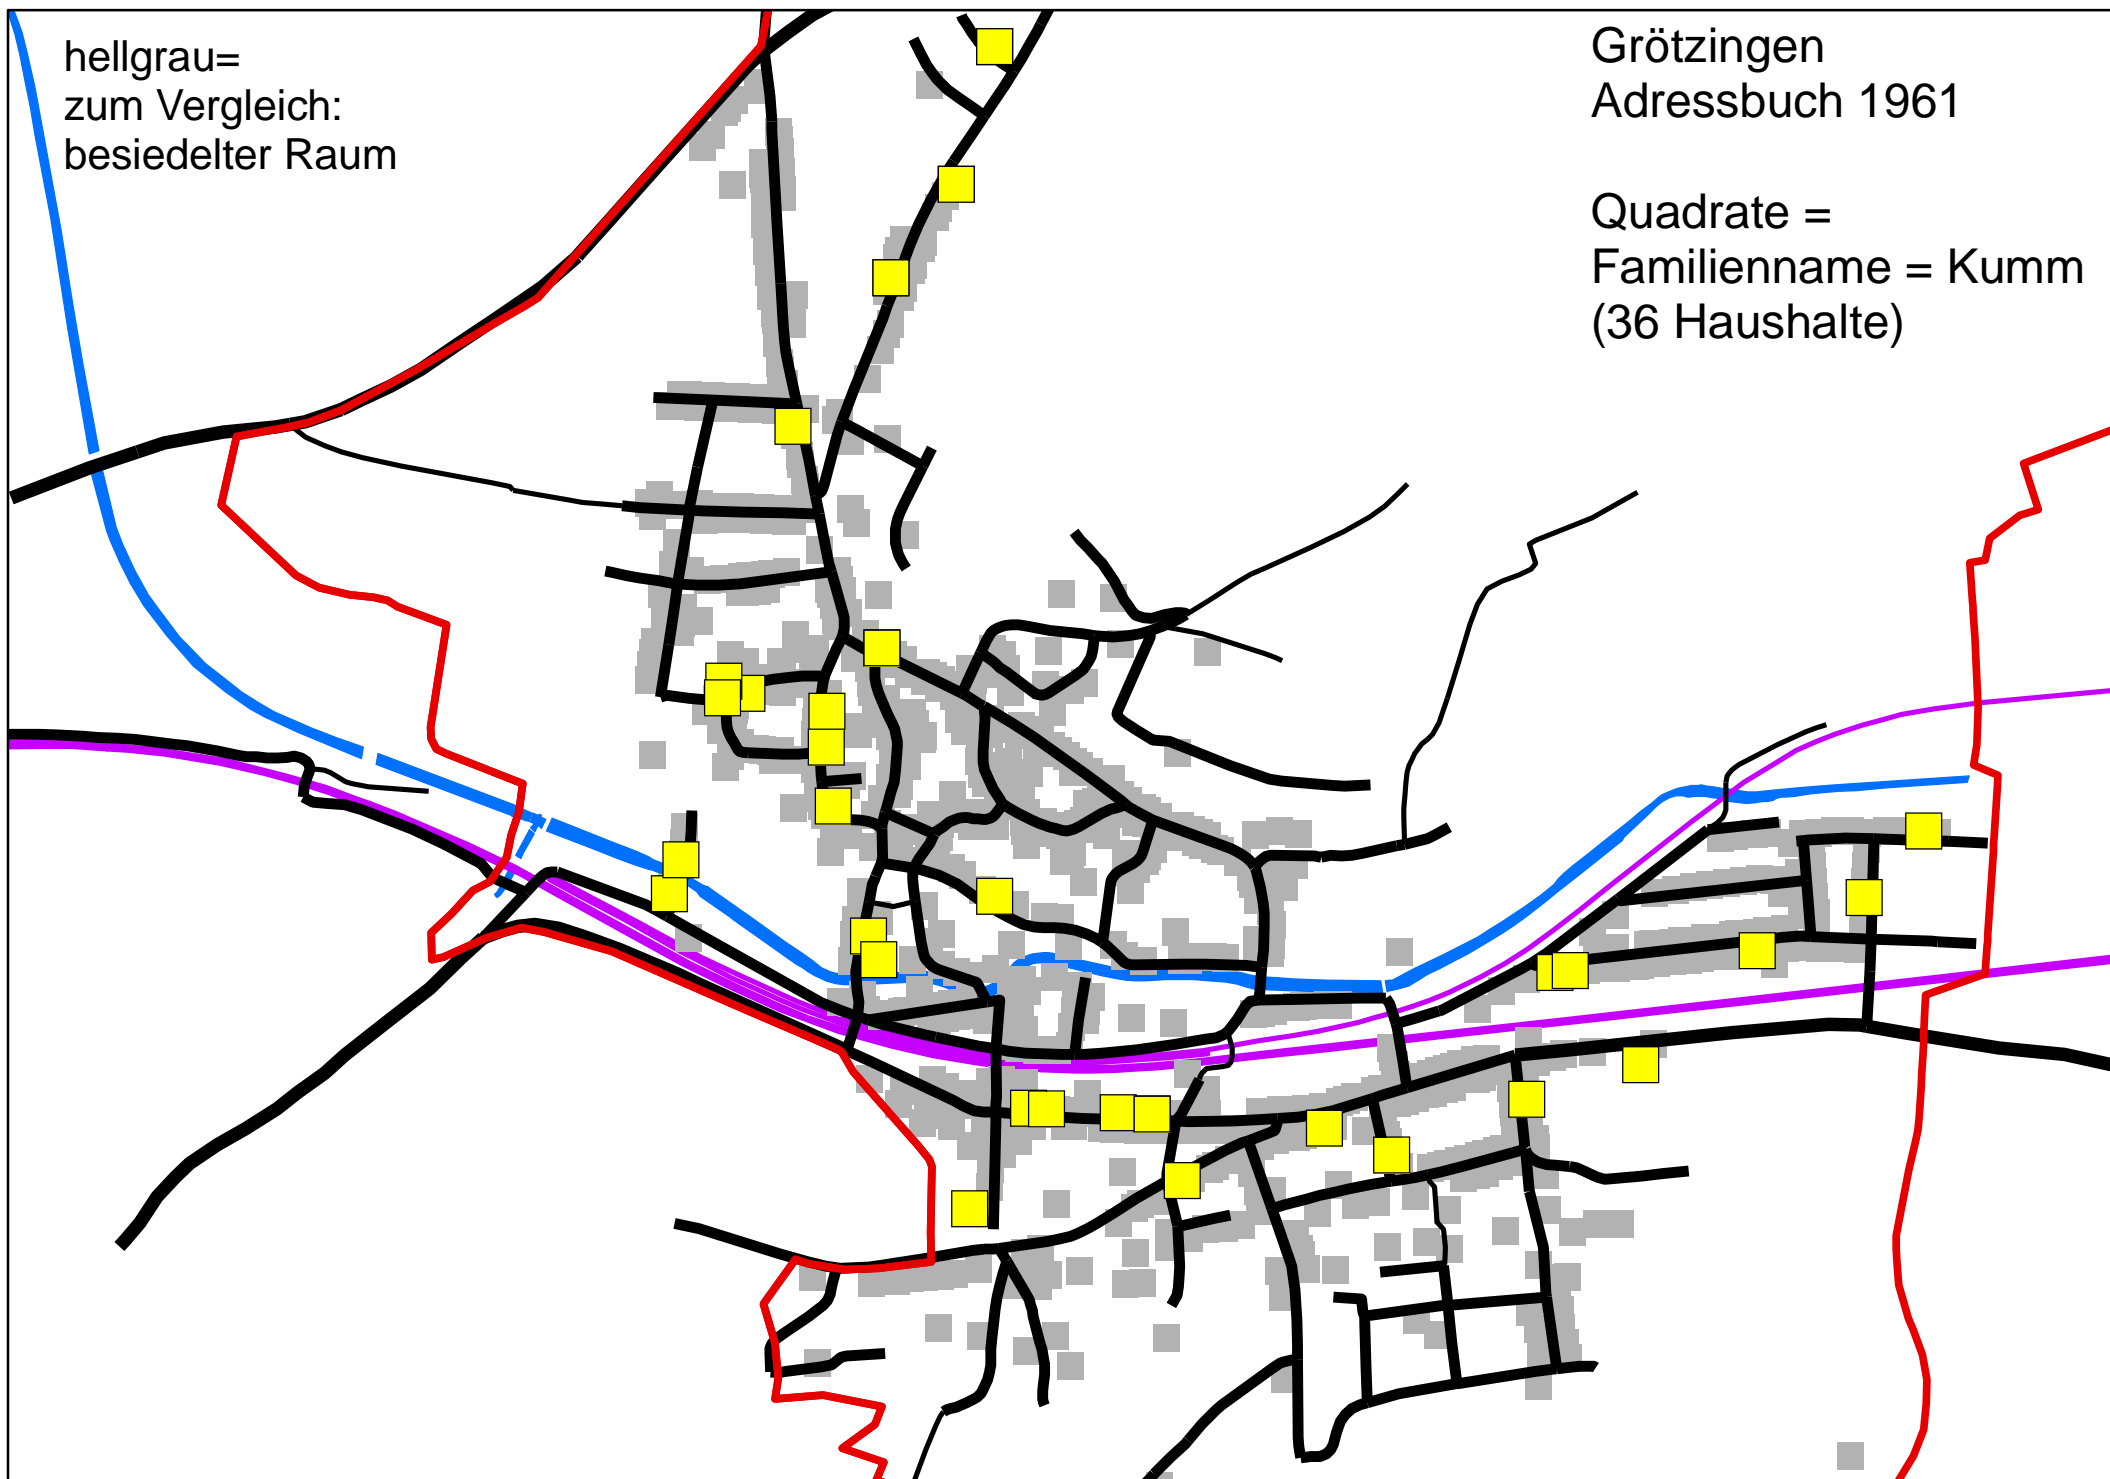 hellgrau=
zum Vergleich:
besiedelter Raum
Grötzingen
Adressbuch 1961
Quadrate =
Familienname = Kumm
(36 Haushalte)